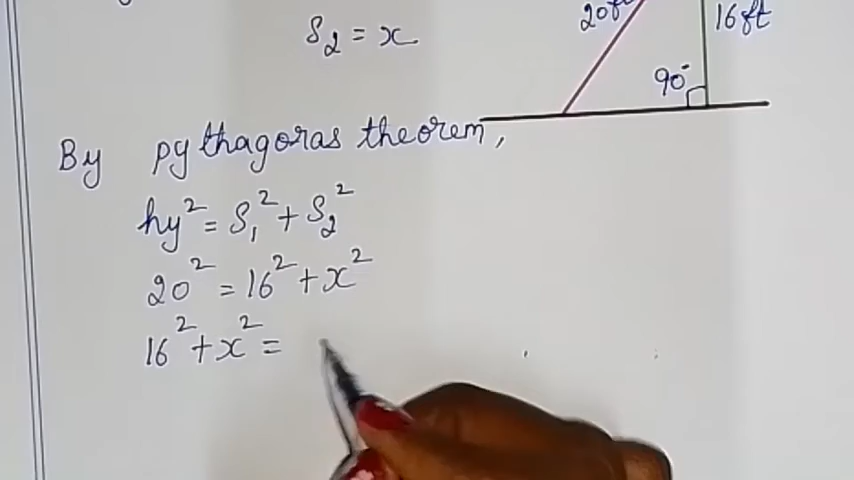 20ft
16ft
S₂ = x
90°
By pythagoras theorem,
hy² = S₁² + S₂²
20² = 16² + x²
16² + x² =